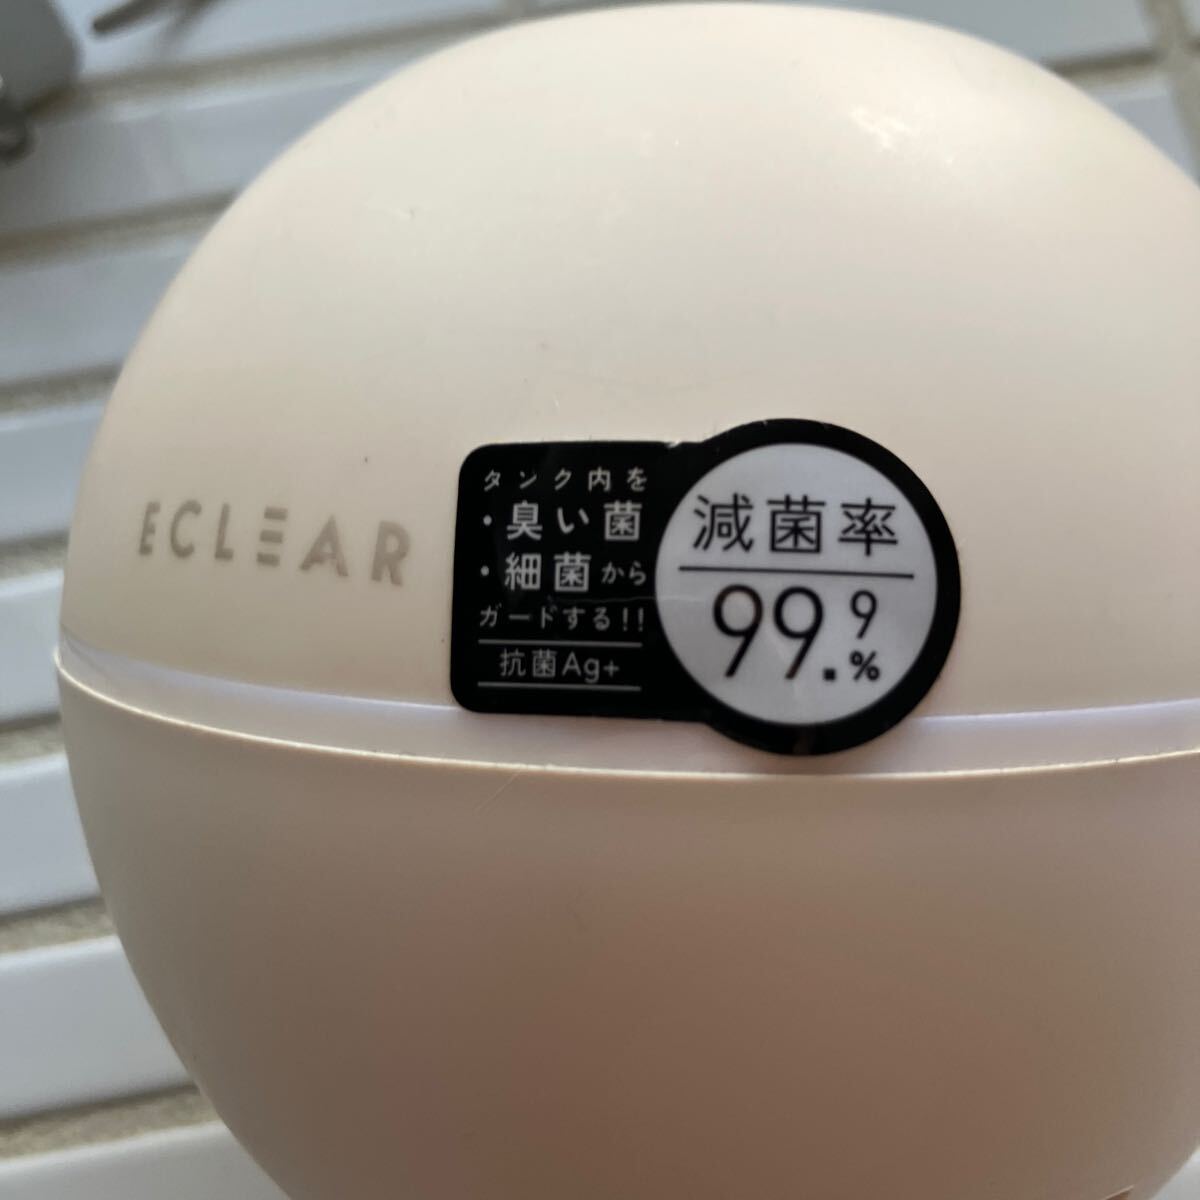 ECLEAR
タンク内を
・臭い菌
・細菌から
ガードする!!
抗菌Ag+
減菌率
99.9%